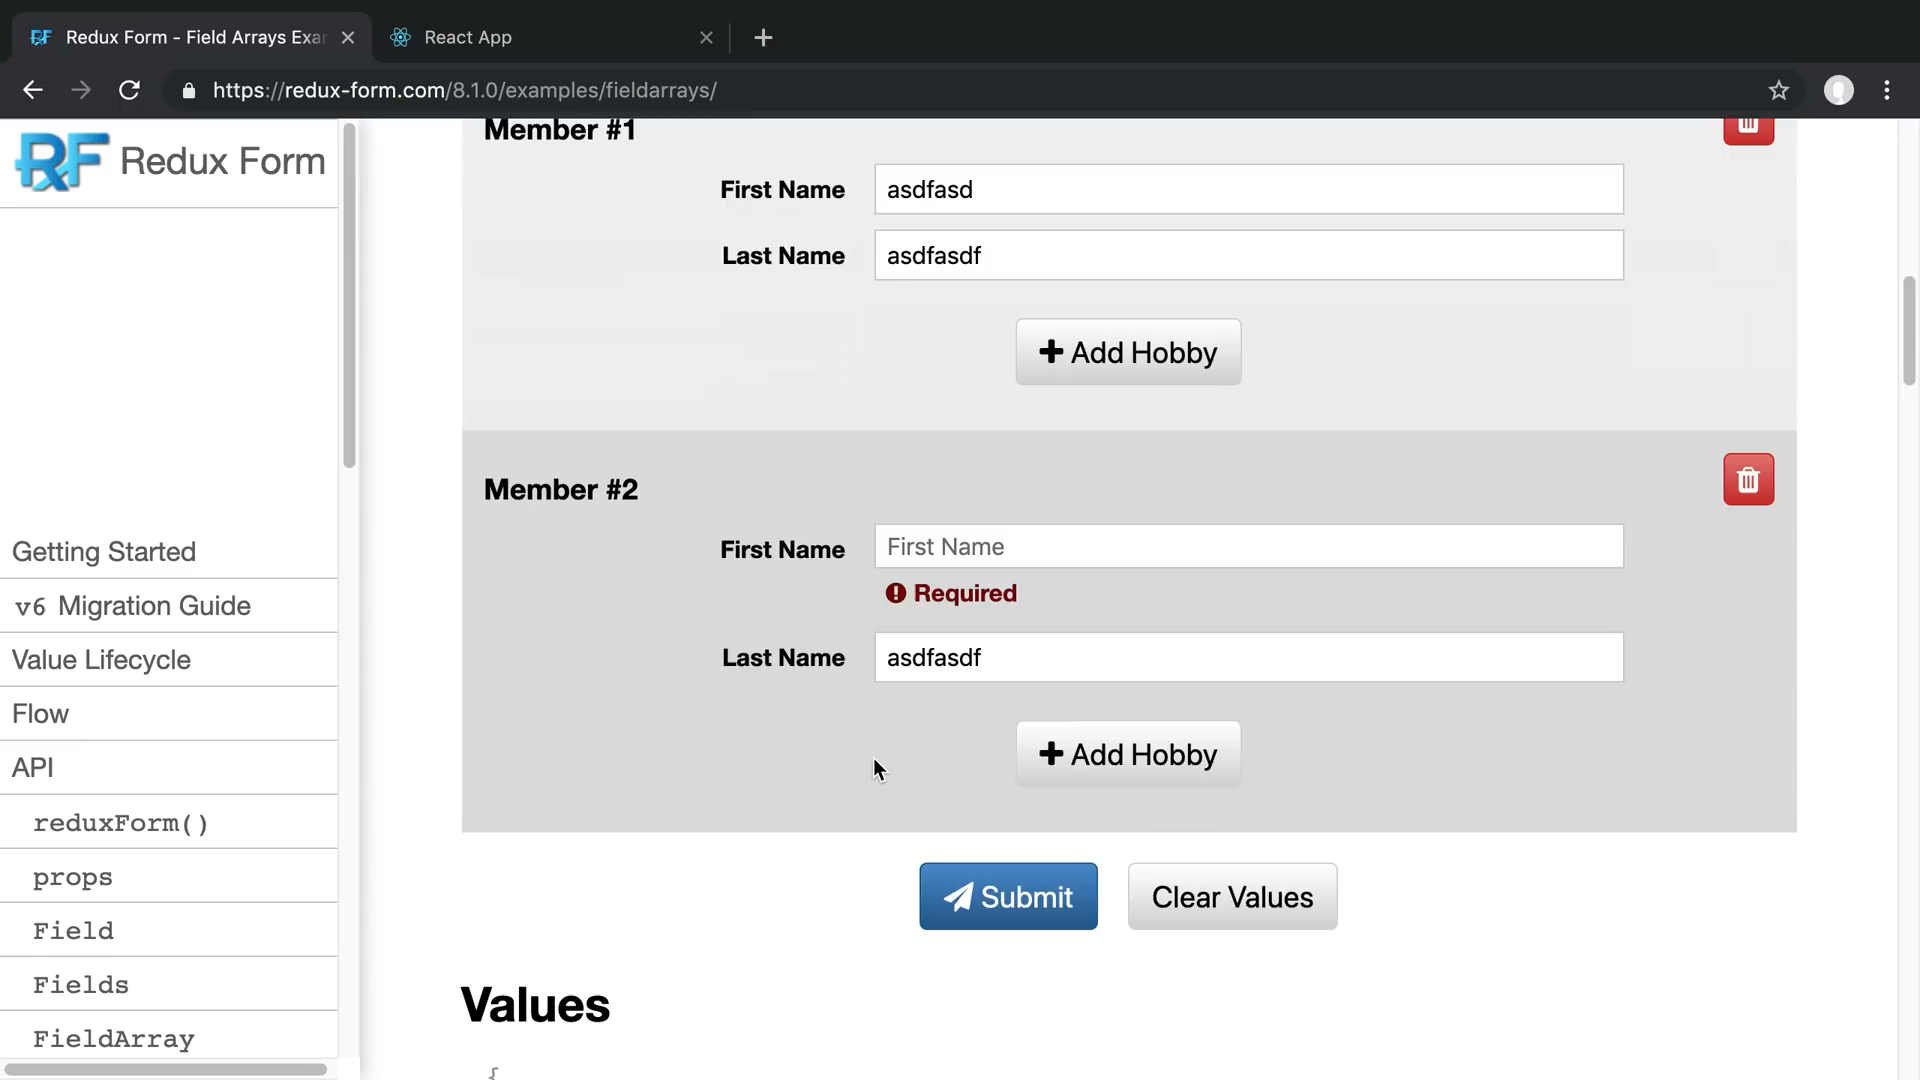 Redux Form - Field Arrays Exar
React App
https://redux-form.com/8.1.0/examples/fieldarrays/
RF Redux Form
Getting Started
v6 Migration Guide
Value Lifecycle
Flow
API
reduxForm()
props
Field
Fields
FieldArray
Member #1
First Name asdfasd
Last Name asdfasdf
Add Hobby
Member #2
First Name First Name
Required
Last Name asdfasdf
Add Hobby
Submit Clear Values
Values
{